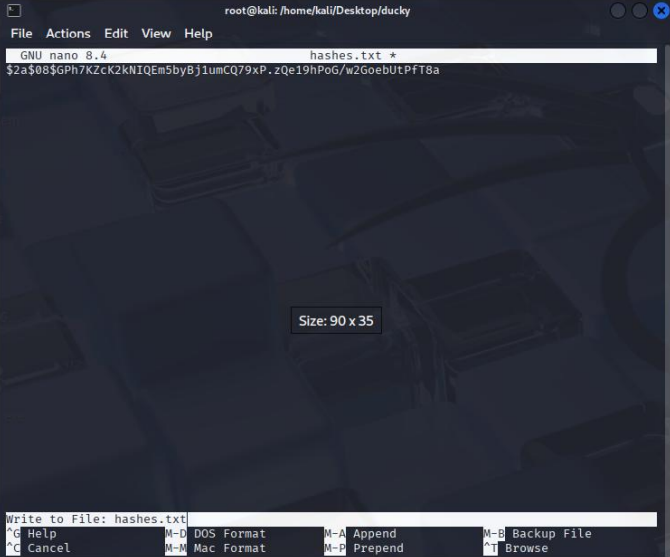 root@kali: /home/kali/Desktop/ducky
File Actions Edit View Help
GNU nano 8.4 hashes.txt *
$2a$08$GPh7KZcK2kNIQEm5byBj1umCQ79xP.zQe19hPoG/w2GoebUtPfT8a
Size: 90 x 35
Write to File: hashes.txt
^G Help M-D DOS Format M-A Append M-B Backup File
^C Cancel M-M Mac Format M-P Prepend ^T Browse